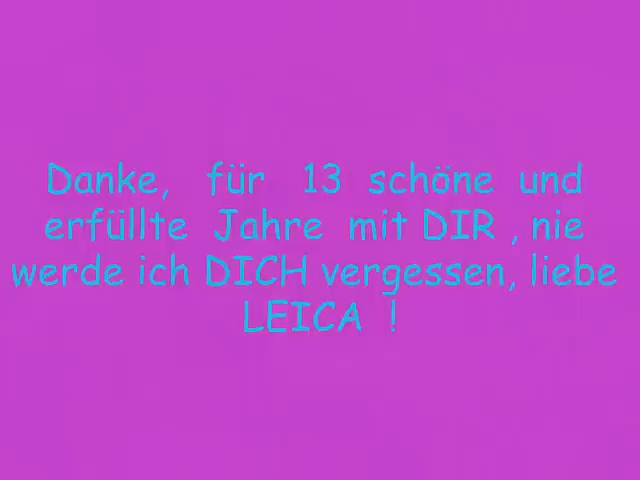 Danke, für 13 schöne und
erfüllte Jahre mit DIR , nie
werde ich DICH vergessen, liebe
LEICA !